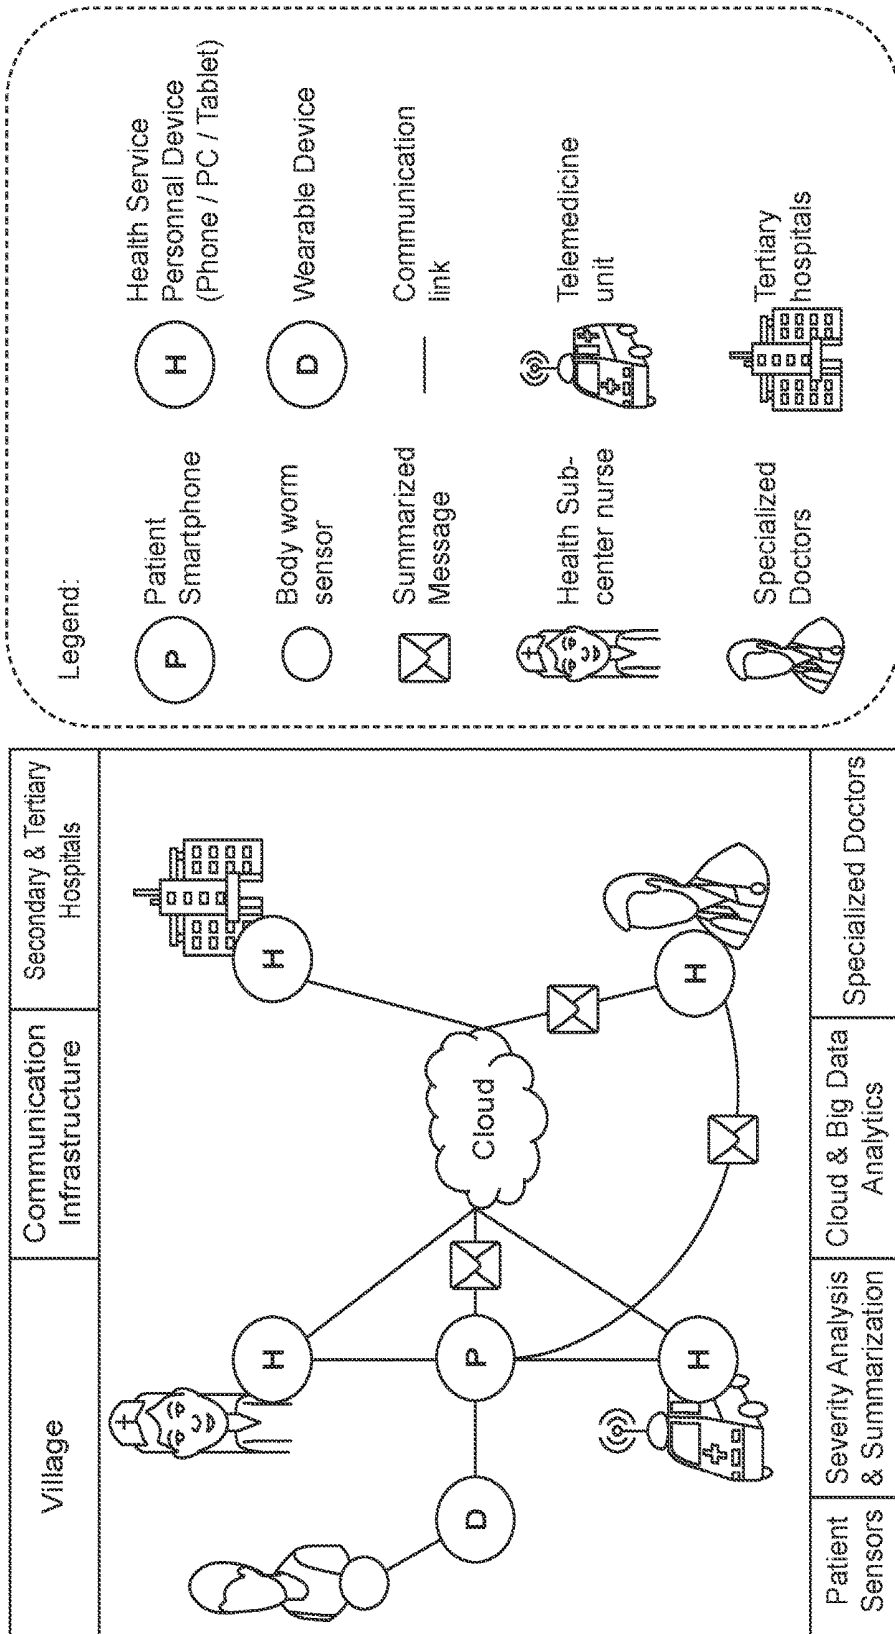 Village
Communication
Infrastructure
Secondary & Tertiary
Hospitals
H
H
Cloud
D
P
H
H
Patient
Sensors
Severity Analysis
& Summarization
Cloud & Big Data
Analytics
Specialized Doctors
Legend:
P
Patient
Smartphone
H
Health Service
Personnal Device
(Phone / PC / Tablet)
Body worm
sensor
D
Wearable Device
Summarized
Message
Communication
link
Health Sub-
center nurse
Telemedicine
unit
Specialized
Doctors
Tertiary
hospitals